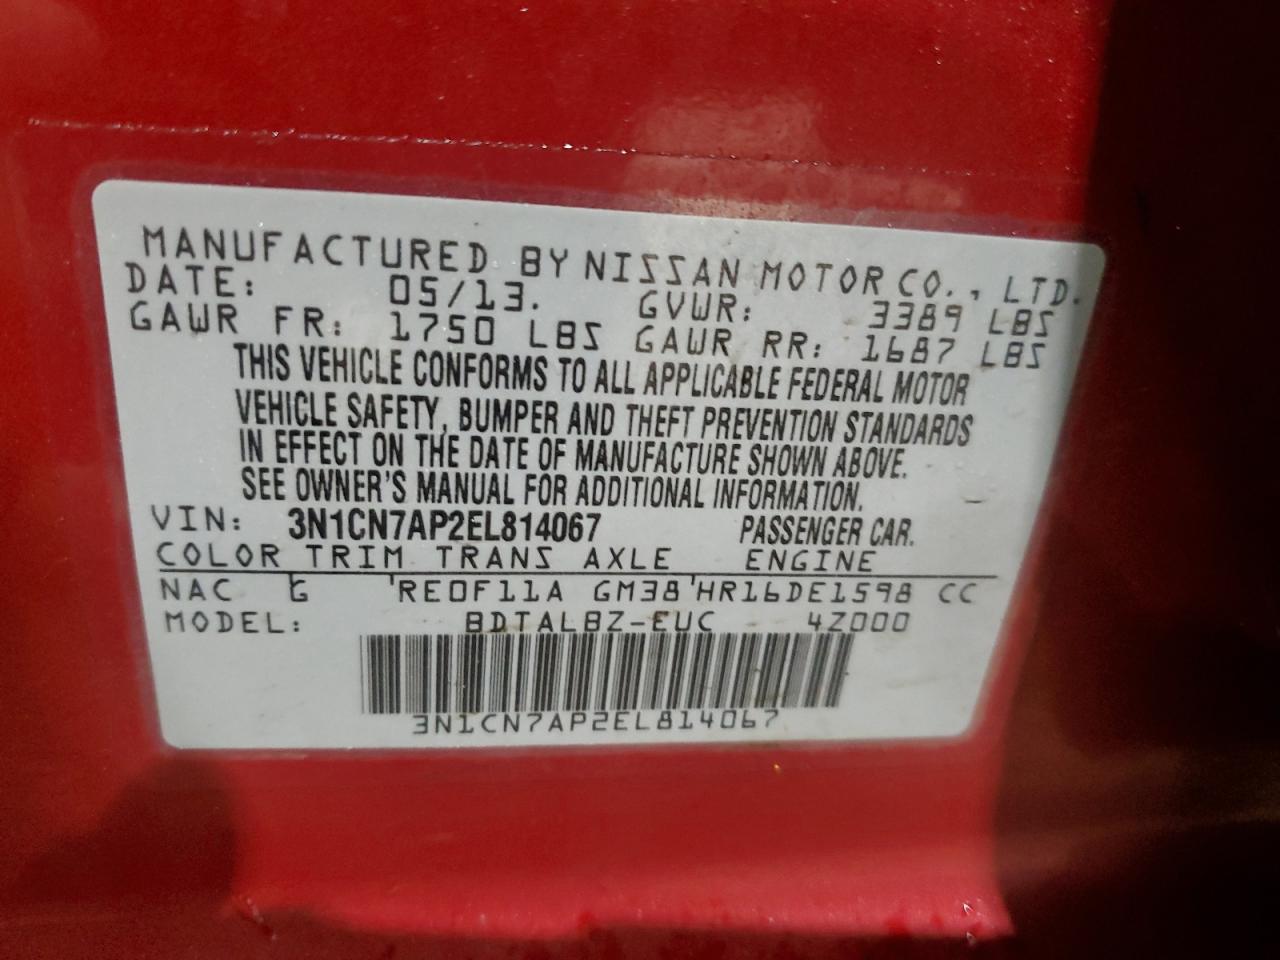 MANUFACTURED BY NISSAN MOTOR CO., LTD.
DATE: 05/13. GVWR: 3389 LBS
GAWR FR: 1750 LBS GAWR RR: 1687 LBS
THIS VEHICLE CONFORMS TO ALL APPLICABLE FEDERAL MOTOR
VEHICLE SAFETY, BUMPER AND THEFT PREVENTION STANDARDS
IN EFFECT ON THE DATE OF MANUFACTURE SHOWN ABOVE.
SEE OWNER'S MANUAL FOR ADDITIONAL INFORMATION.
VIN: 3N1CN7AP2EL814067 PASSENGER CAR.
COLOR TRIM TRANS AXLE ENGINE
NAC G 'RE0F11A GM38'HR16DE1598 CC
MODEL: BDTALBZ-EUC 4Z000
3N1CN7AP2EL814067